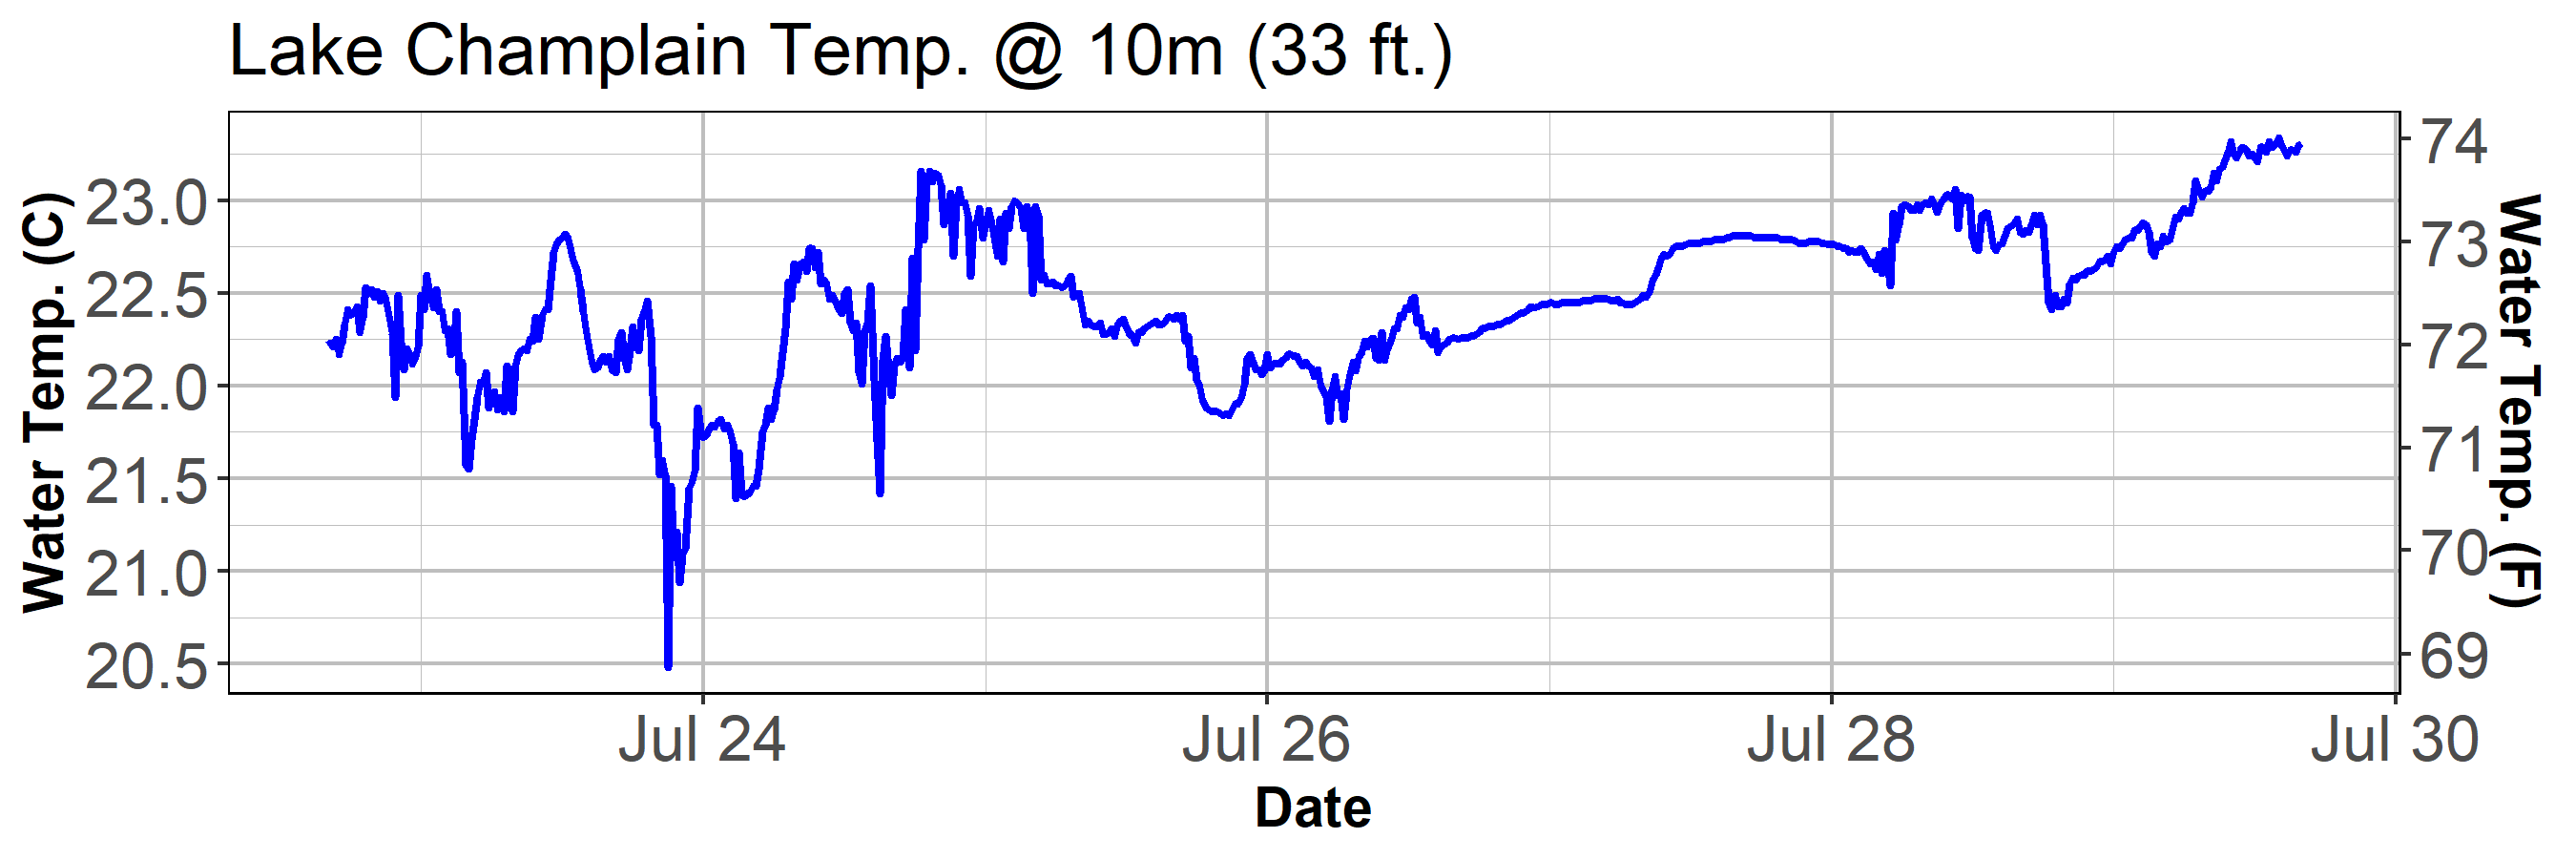 Lake Champlain Temp. @ 10m (33 ft.)
Water Temp. (C)
23.0
22.5
22.0
21.5
21.0
20.5
74
73
72
71
70
69
Water Temp. (F)
Jul 24
Jul 26
Jul 28
Jul 30
Date